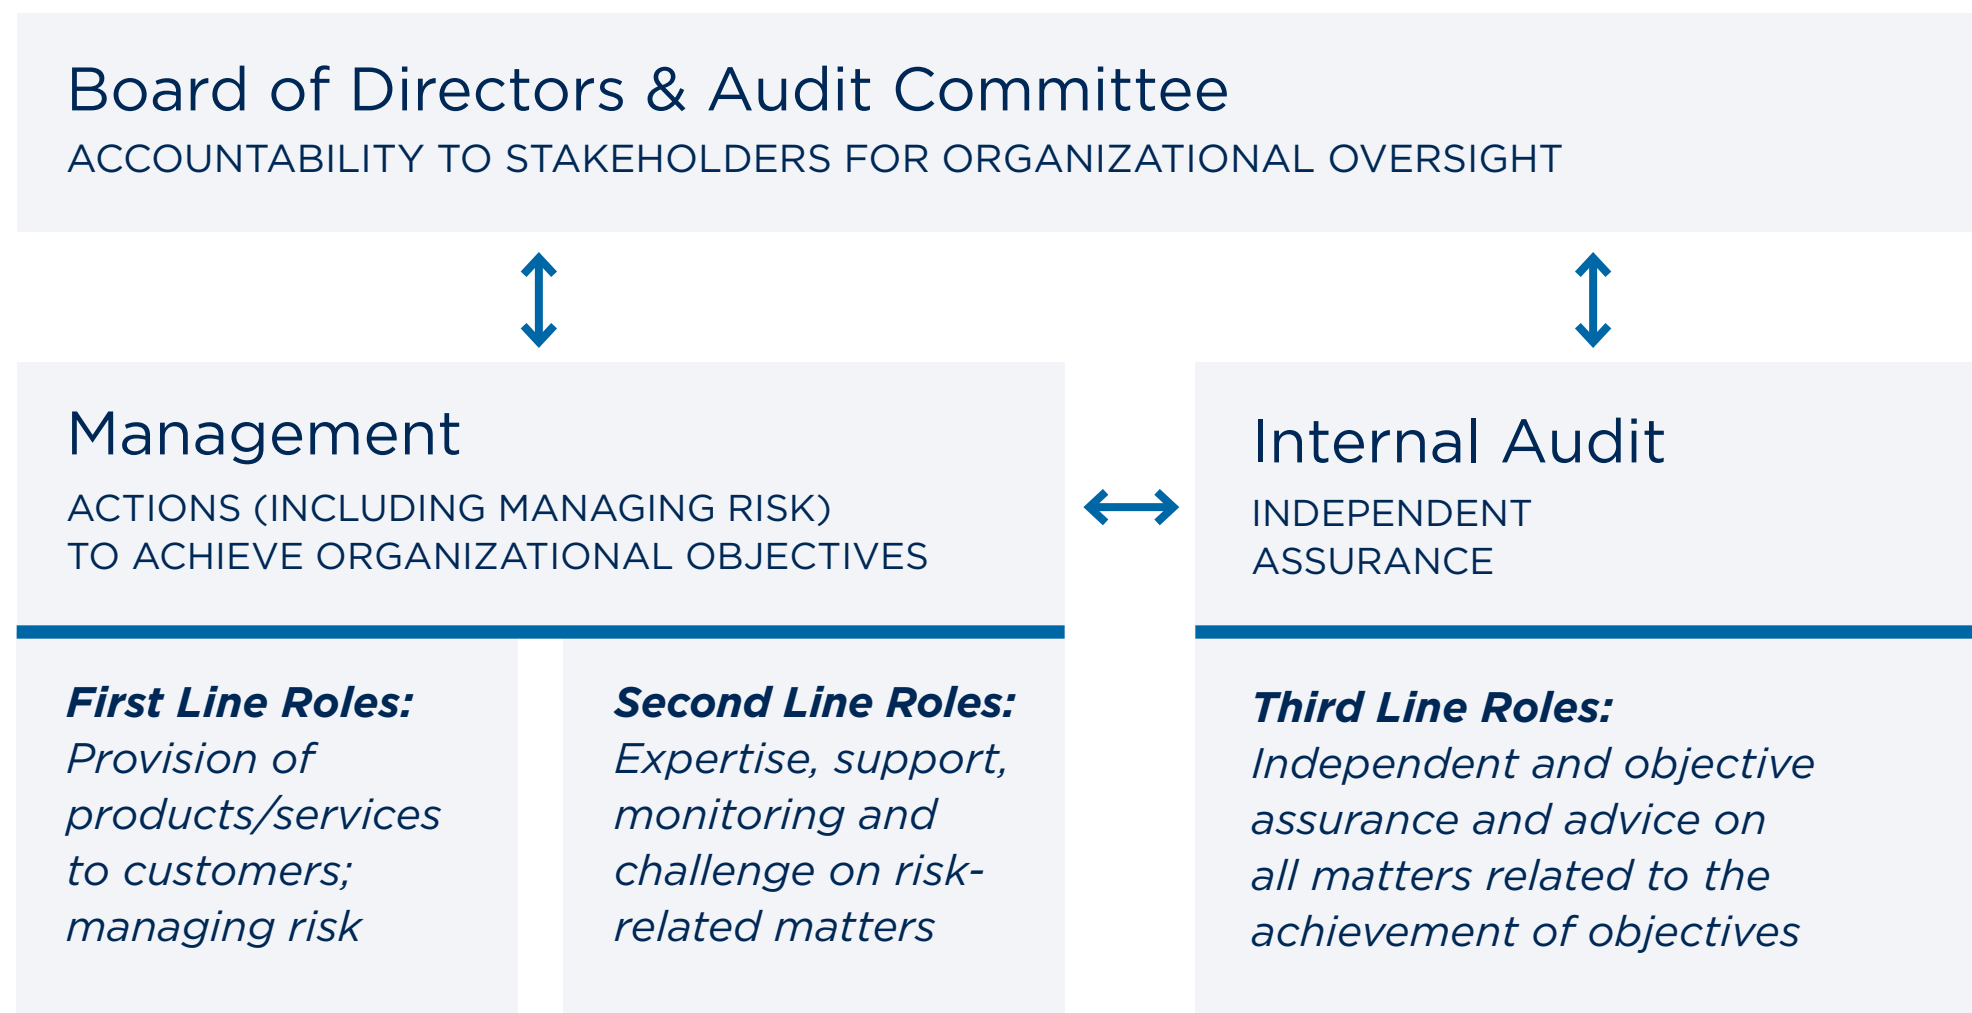 Board of Directors & Audit Committee
ACCOUNTABILITY TO STAKEHOLDERS FOR ORGANIZATIONAL OVERSIGHT
Management
ACTIONS (INCLUDING MANAGING RISK)
TO ACHIEVE ORGANIZATIONAL OBJECTIVES
First Line Roles:
Provision of
products/services
to customers;
managing risk
Second Line Roles:
Expertise, support,
monitoring and
challenge on risk-
related matters
Internal Audit
INDEPENDENT
ASSURANCE
Third Line Roles:
Independent and objective
assurance and advice on
all matters related to the
achievement of objectives